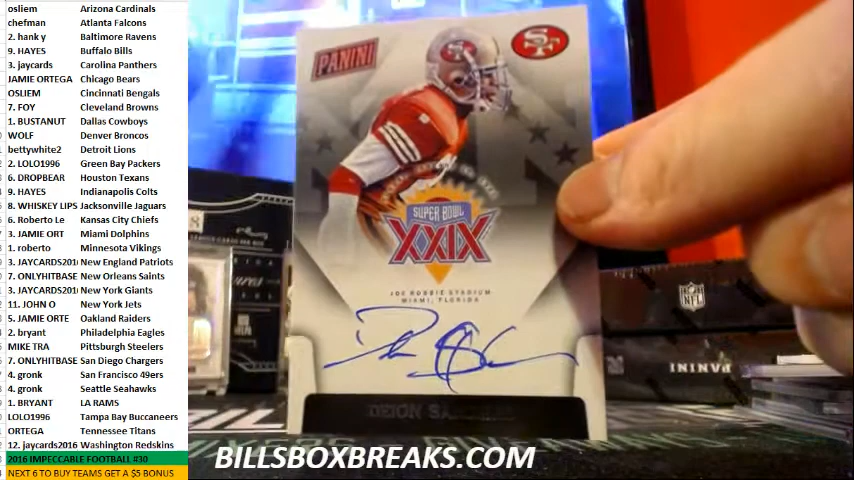 osliem Arizona Cardinals
chefman Atlanta Falcons
2. hank y Baltimore Ravens
9. HAYES Buffalo Bills
3. jaycards Carolina Panthers
JAMIE ORTEGA Chicago Bears
OSLIEM Cincinnati Bengals
7. FOY Cleveland Browns
1. BUSTANUT Dallas Cowboys
WOLF Denver Broncos
bettywhite2 Detroit Lions
2. LOLO1996 Green Bay Packers
6. DROPBEAR Houston Texans
9. HAYES Indianapolis Colts
8. WHISKEY LIPS Jacksonville Jaguars
6. Roberto Le Kansas City Chiefs
3. JAMIE ORT Miami Dolphins
1. roberto Minnesota Vikings
3. JAYCARDS201 New England Patriots
7. ONLYHITBASE New Orleans Saints
3. JAYCARDS201 New York Giants
11. JOHN O New York Jets
5. JAMIE ORTE Oakland Raiders
2. bryant Philadelphia Eagles
MIKE TRA Pittsburgh Steelers
7. ONLYHITBASE San Diego Chargers
4. gronk San Francisco 49ers
4. gronk Seattle Seahawks
1. BRYANT LA RAMS
LOLO1996 Tampa Bay Buccaneers
ORTEGA Tennessee Titans
12. jaycards2016 Washington Redskins
2016 IMPECCABLE FOOTBALL #30
NEXT 6 TO BUY TEAMS GET A $5 BONUS
PANINI
SF
SUPER BOWL
XXIX
JOE ROBBIE STADIUM
MIAMI, FLORIDA
DEION
NFL
PANINI
BILLSBOXBREAKS.COM